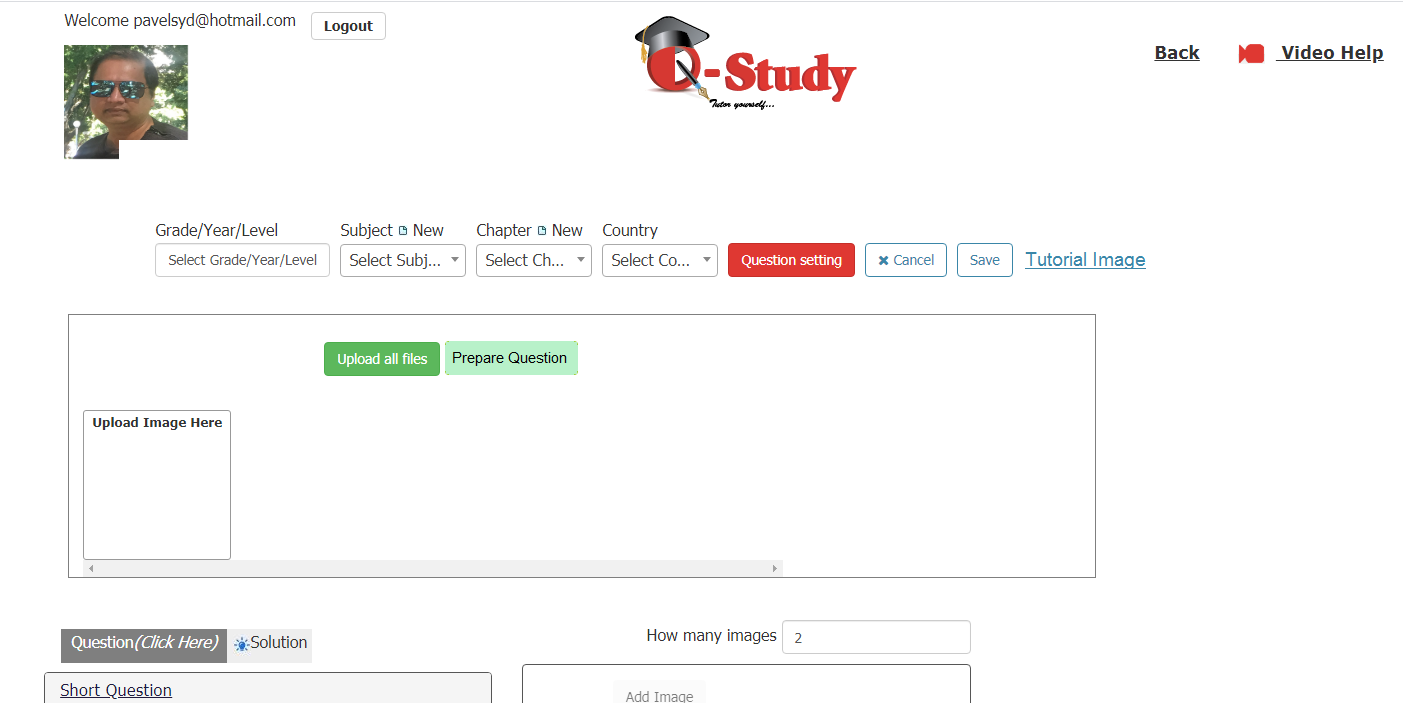 Welcome pavelsyd@hotmail.com Logout
Q-Study
Tutor yourself...
Back Video Help
Grade/Year/Level Subject New Chapter New Country
Select Grade/Year/Level Select Subj... Select Ch... Select Co... Question setting Cancel Save Tutorial Image
Upload all files Prepare Question
Upload Image Here
How many images 2
Question(Click Here) Solution
Short Question
Add Image